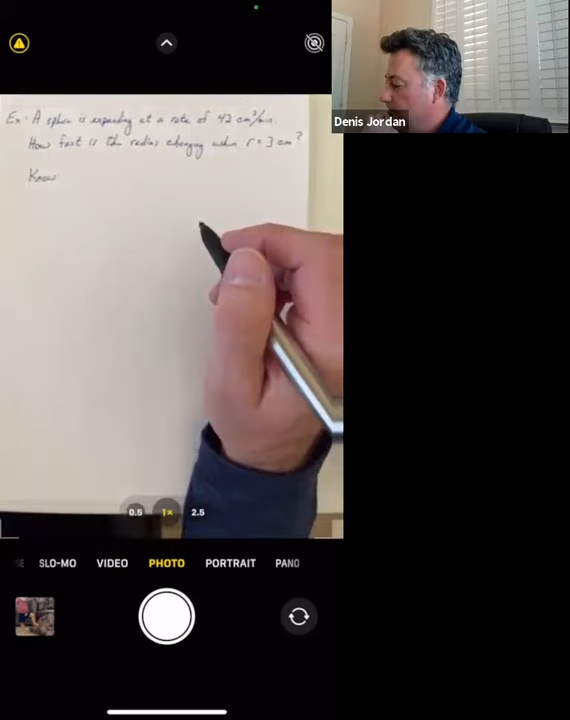 Denis Jordan
Ex: A sphere is expanding at a rate of 42 cm³/min.
How fast is the radius changing when r = 3 cm?
Know
0.5 1× 2.5
SLO-MO VIDEO PHOTO PORTRAIT PANO